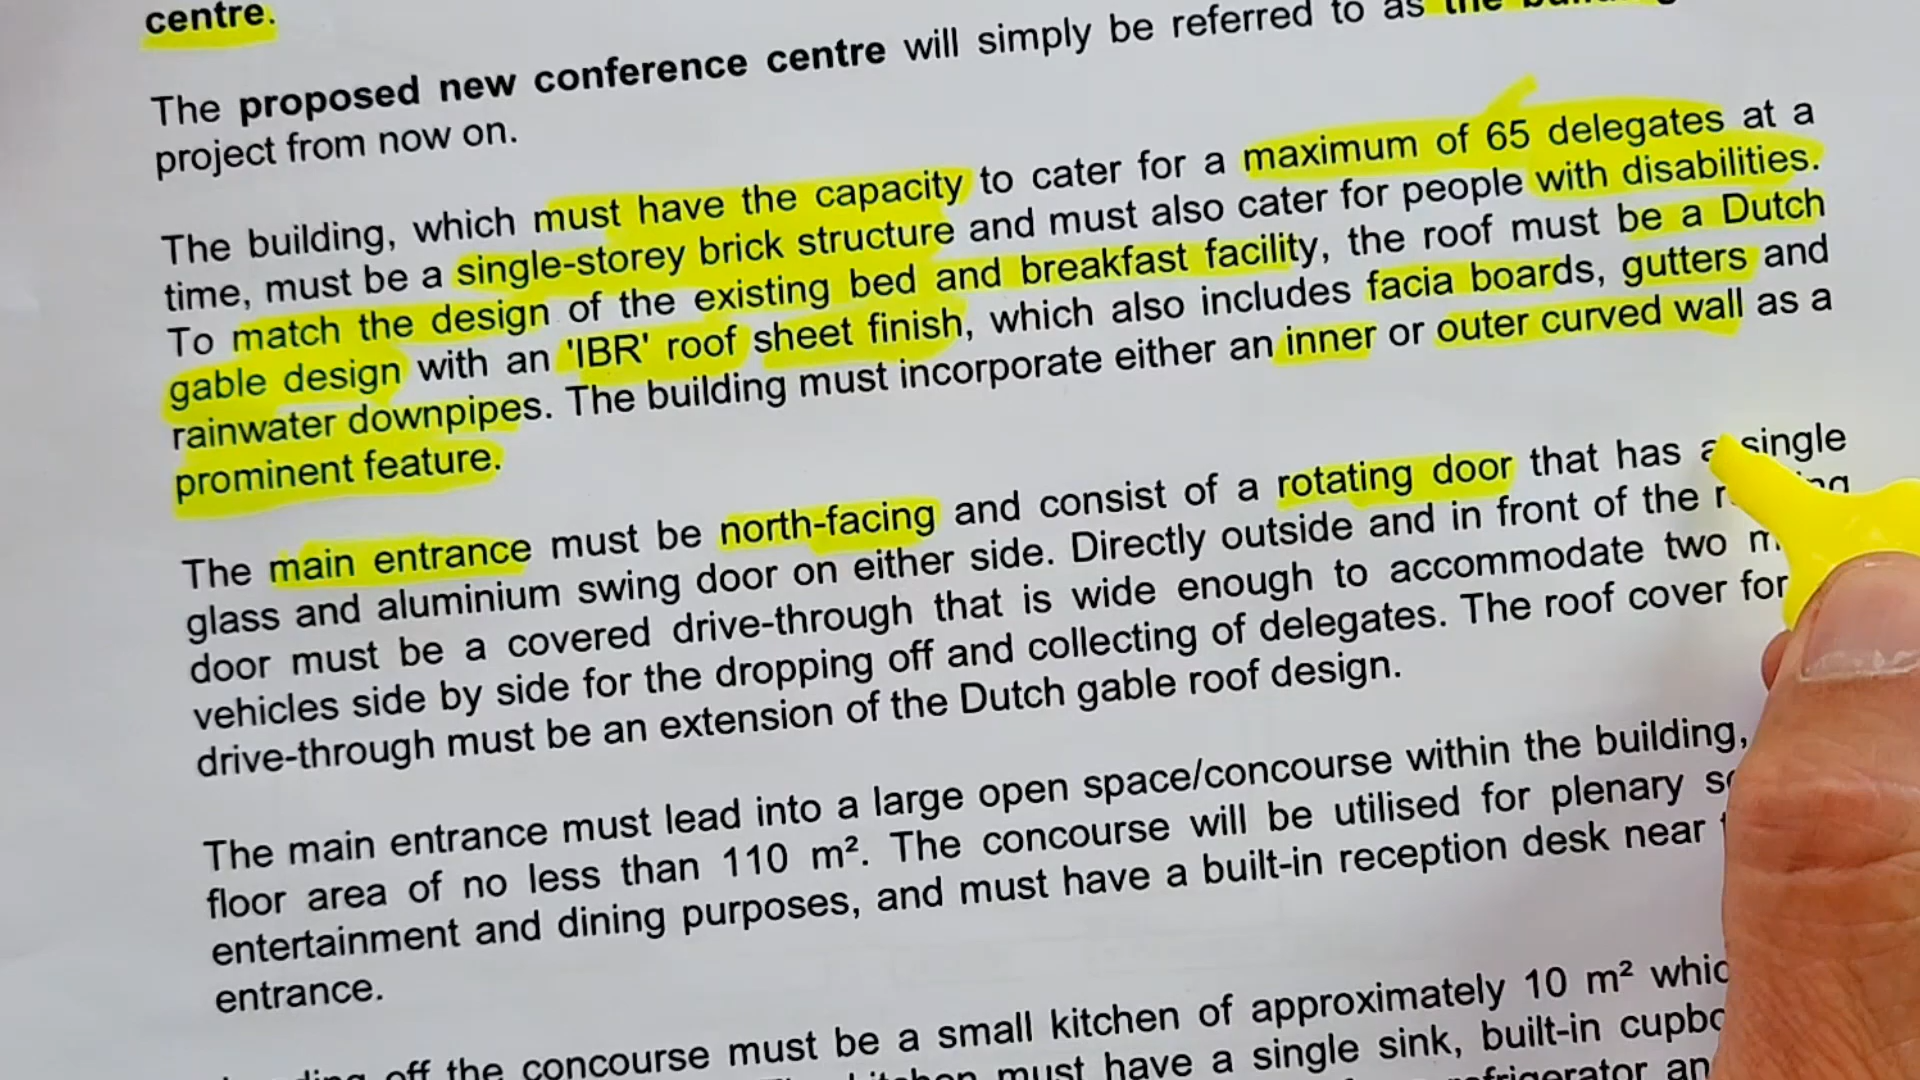 centre.
The proposed new conference centre will simply be referred to as the
project from now on.
The building, which must have the capacity to cater for a maximum of 65 delegates at a
time, must be a single-storey brick structure and must also cater for people with disabilities.
To match the design of the existing bed and breakfast facility, the roof must be a Dutch
gable design with an 'IBR' roof sheet finish, which also includes facia boards, gutters and
rainwater downpipes. The building must incorporate either an inner or outer curved wall as a
prominent feature.
The main entrance must be north-facing and consist of a rotating door that has a single
glass and aluminium swing door on either side. Directly outside and in front of the
door must be a covered drive-through that is wide enough to accommodate two
vehicles side by side for the dropping off and collecting of delegates. The roof cover for
drive-through must be an extension of the Dutch gable roof design.
The main entrance must lead into a large open space/concourse within the building,
floor area of no less than 110 m². The concourse will be utilised for plenary
entertainment and dining purposes, and must have a built-in reception desk near
entrance.
off the concourse must be a small kitchen of approximately 10 m²
must have a single sink, built-in